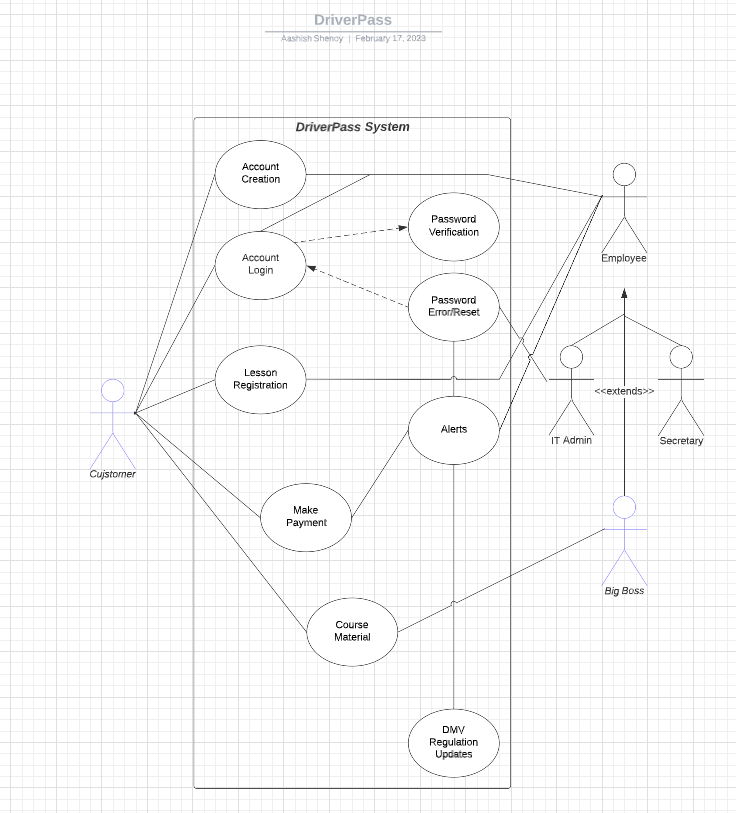 DriverPass
Aashish Shenoy | February 17, 2023
DriverPass System
Account
Creation
Password
Verification
Account
Login
Employee
Password
Error/Reset
Lesson
Registration
<<extends>>
Alerts
IT Admin
Secretary
Cujstomer
Make
Payment
Big Boss
Course
Material
DMV
Regulation
Updates